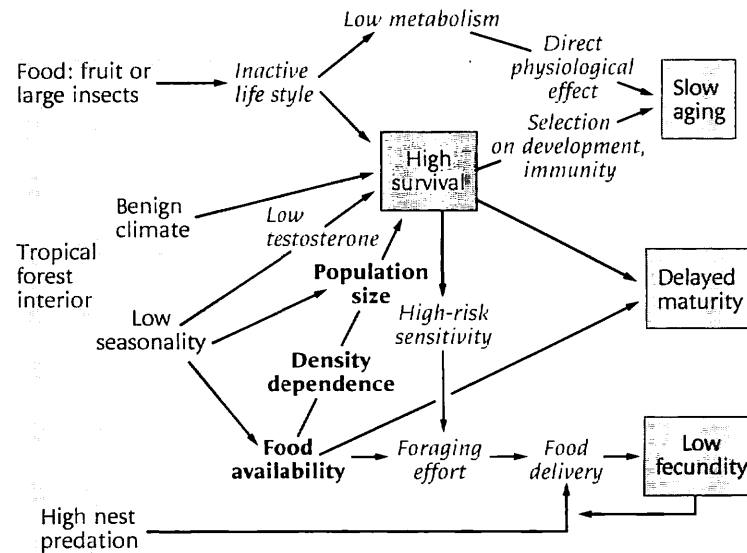 Low metabolism
Food: fruit or
large insects
Inactive
life style
Direct
physiological
effect
Slow
aging
Selection
on development,
immunity
High
survival
Benign
climate
Low
testosterone
Tropical
forest
interior
Population
size
Delayed
maturity
Low
seasonality
High-risk
sensitivity
Density
dependence
Food
availability
Foraging
effort
Food
delivery
Low
fecundity
High nest
predation